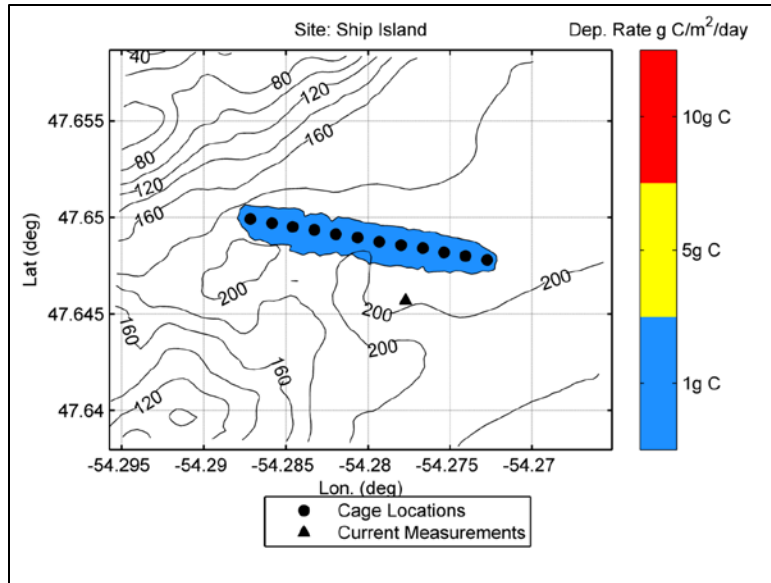 Site: Ship Island
Dep. Rate g C/m²/day
40
80
120
160
80
120
160
200
200
200
200
160
160
120
47.655
47.65
47.645
47.64
Lat (deg)
-54.295 -54.29 -54.285 -54.28 -54.275 -54.27
Lon. (deg)
10g C
5g C
1g C
Cage Locations
Current Measurements